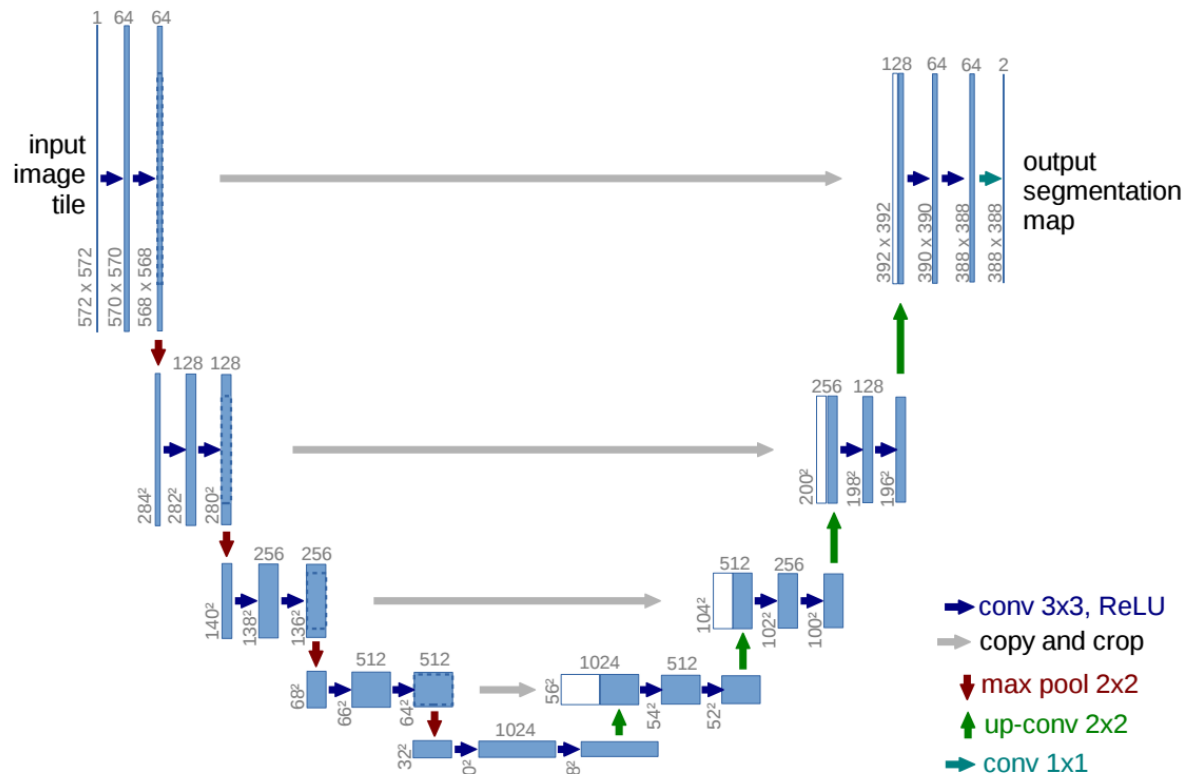 1
64
64
input
image
tile
572 x 572
570 x 570
568 x 568
128
64
64
2
392 x 392
390 x 390
388 x 388
388 x 388
output
segmentation
map
128
128
284²
282²
280²
256
128
200²
198²
196²
256
256
140²
138²
136²
512
256
104²
102²
100²
512
512
68²
66²
64²
1024
512
56²
54²
52²
32²
1024
conv 3x3, ReLU
copy and crop
max pool 2x2
up-conv 2x2
conv 1x1